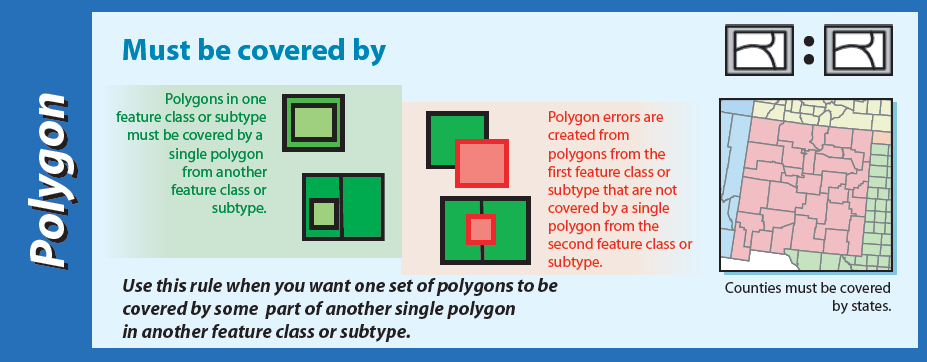 Polygon
Must be covered by
Polygons in one
feature class or subtype
must be covered by a
single polygon
from another
feature class or
subtype.
Polygon errors are
created from
polygons from the
first feature class or
subtype that are not
covered by a single
polygon from the
second feature class or
subtype.
Use this rule when you want one set of polygons to be
covered by some part of another single polygon
in another feature class or subtype.
Counties must be covered
by states.